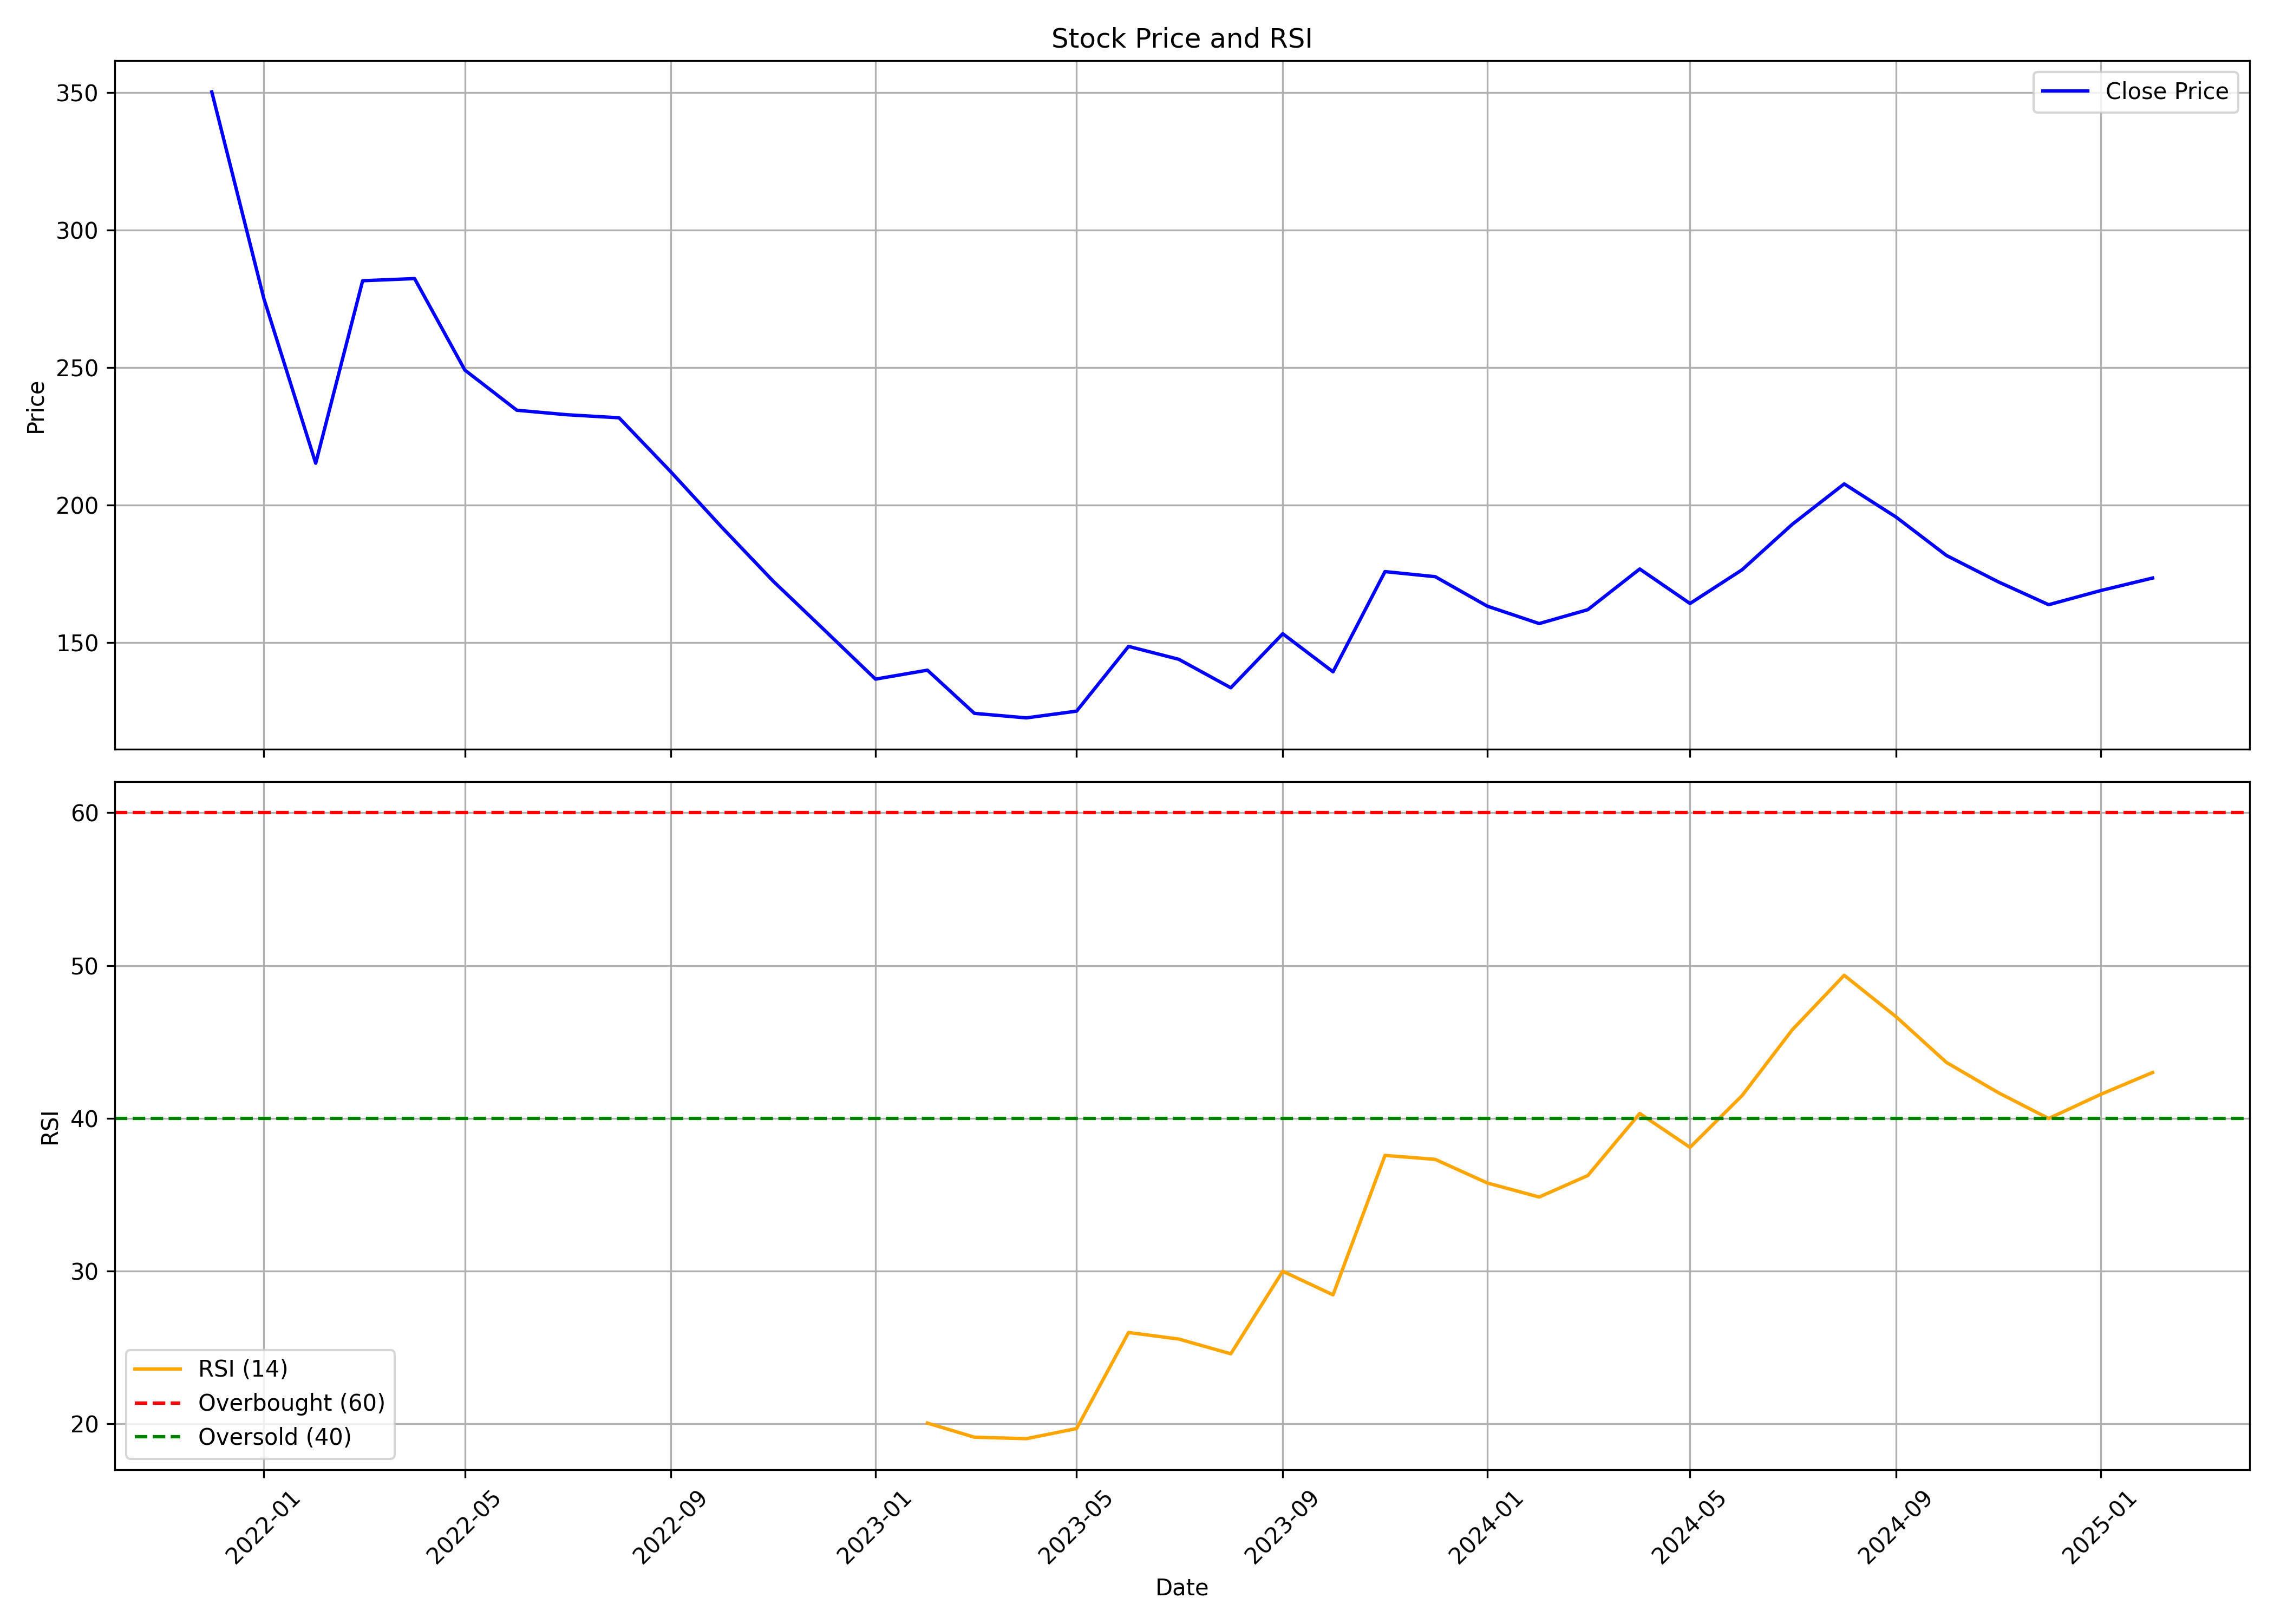 Stock Price and RSI
350
300
250
200
150
Price
Close Price
60
50
40
30
20
RSI
RSI (14)
Overbought (60)
Oversold (40)
2022-01
2022-05
2022-09
2023-01
2023-05
2023-09
2024-01
2024-05
2024-09
2025-01
Date